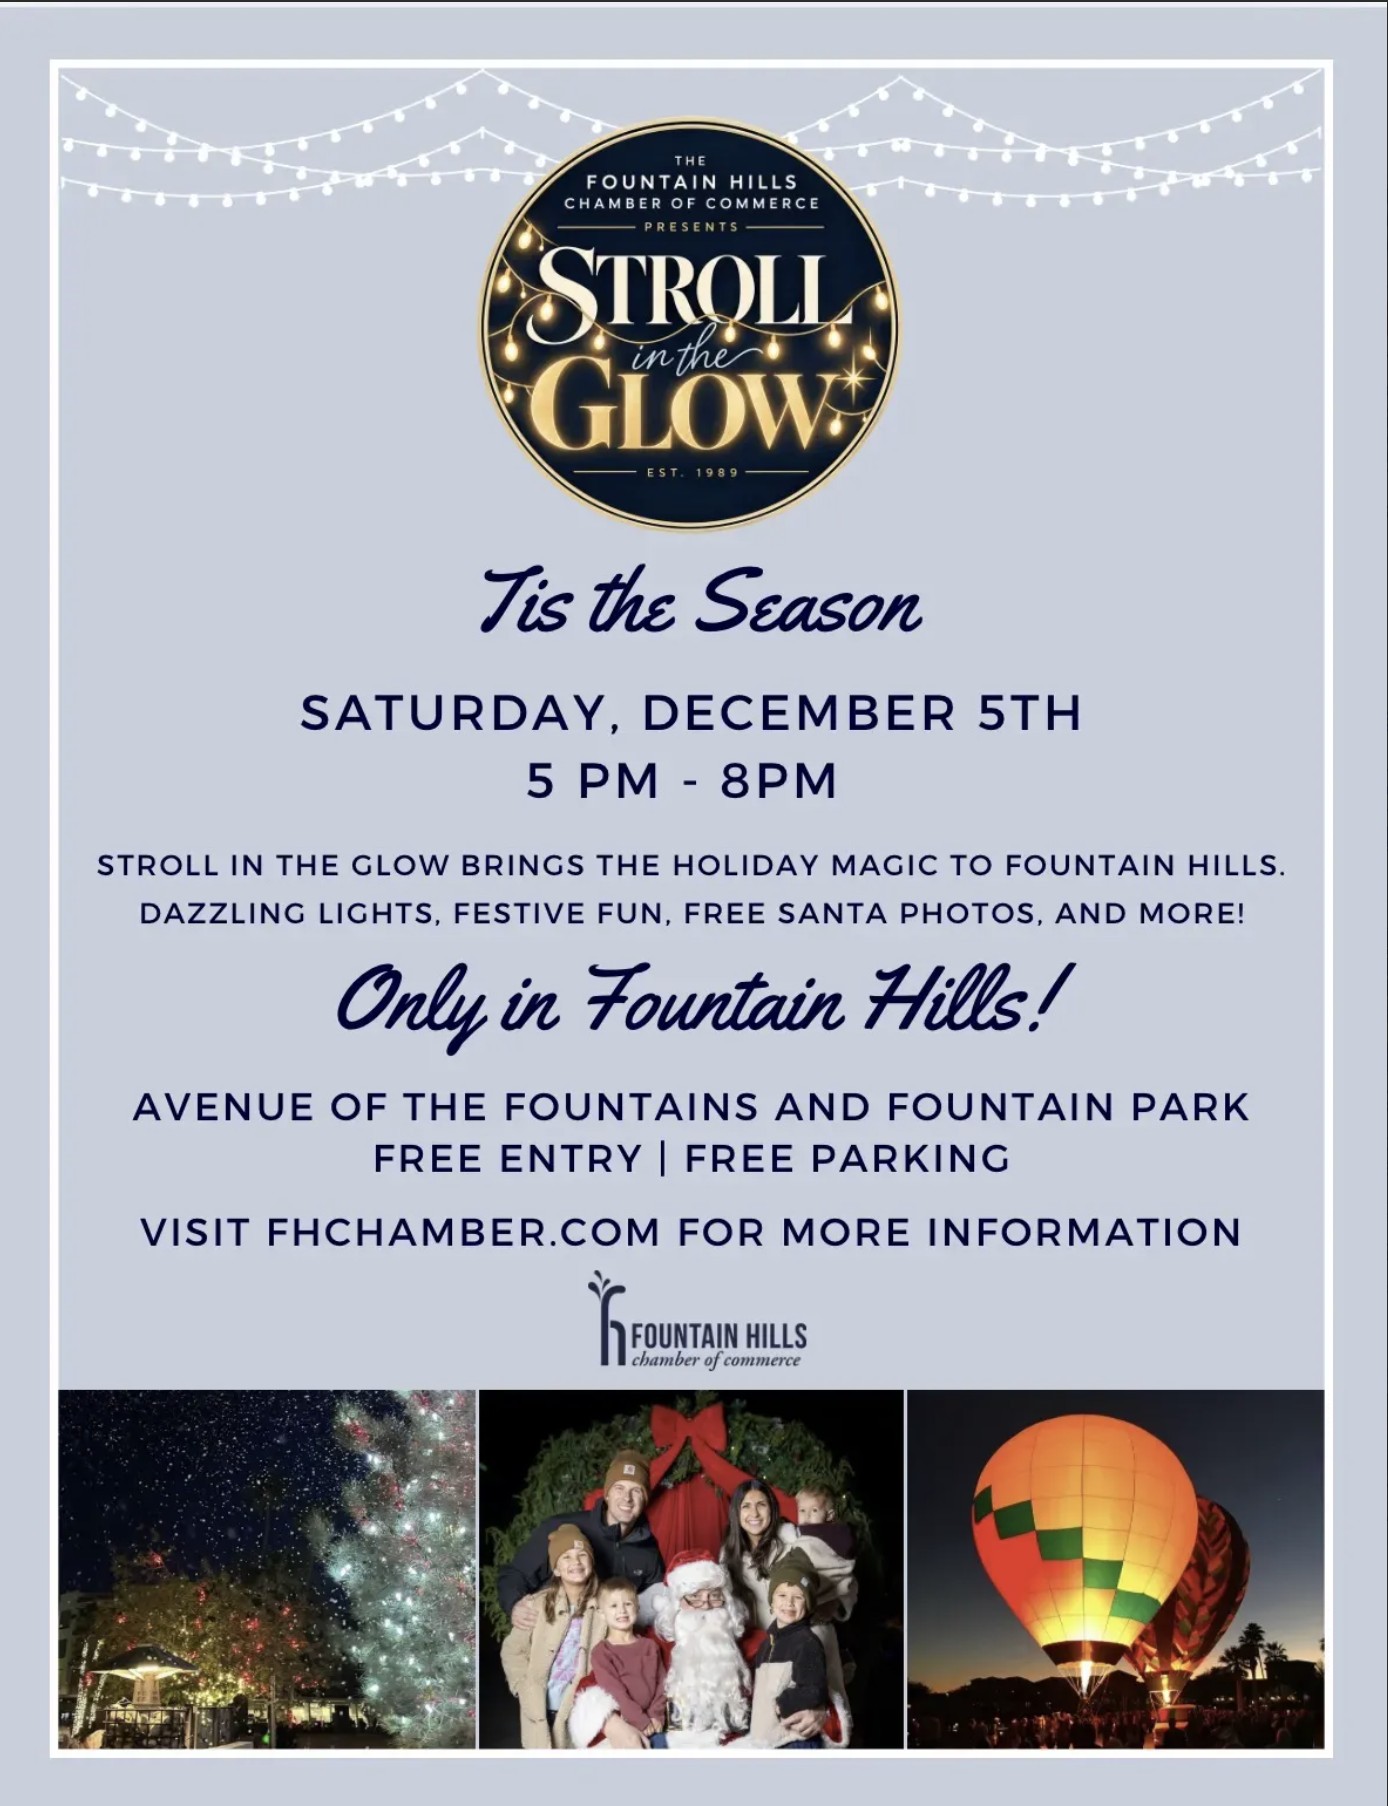 THE
FOUNTAIN HILLS
CHAMBER OF COMMERCE
PRESENTS
STROLL
in the
GLOW
EST. 1989
Tis the Season
SATURDAY, DECEMBER 5TH
5 PM - 8PM
STROLL IN THE GLOW BRINGS THE HOLIDAY MAGIC TO FOUNTAIN HILLS.
DAZZLING LIGHTS, FESTIVE FUN, FREE SANTA PHOTOS, AND MORE!
Only in Fountain Hills!
AVENUE OF THE FOUNTAINS AND FOUNTAIN PARK
FREE ENTRY | FREE PARKING
VISIT FHCHAMBER.COM FOR MORE INFORMATION
fh FOUNTAIN HILLS
chamber of commerce